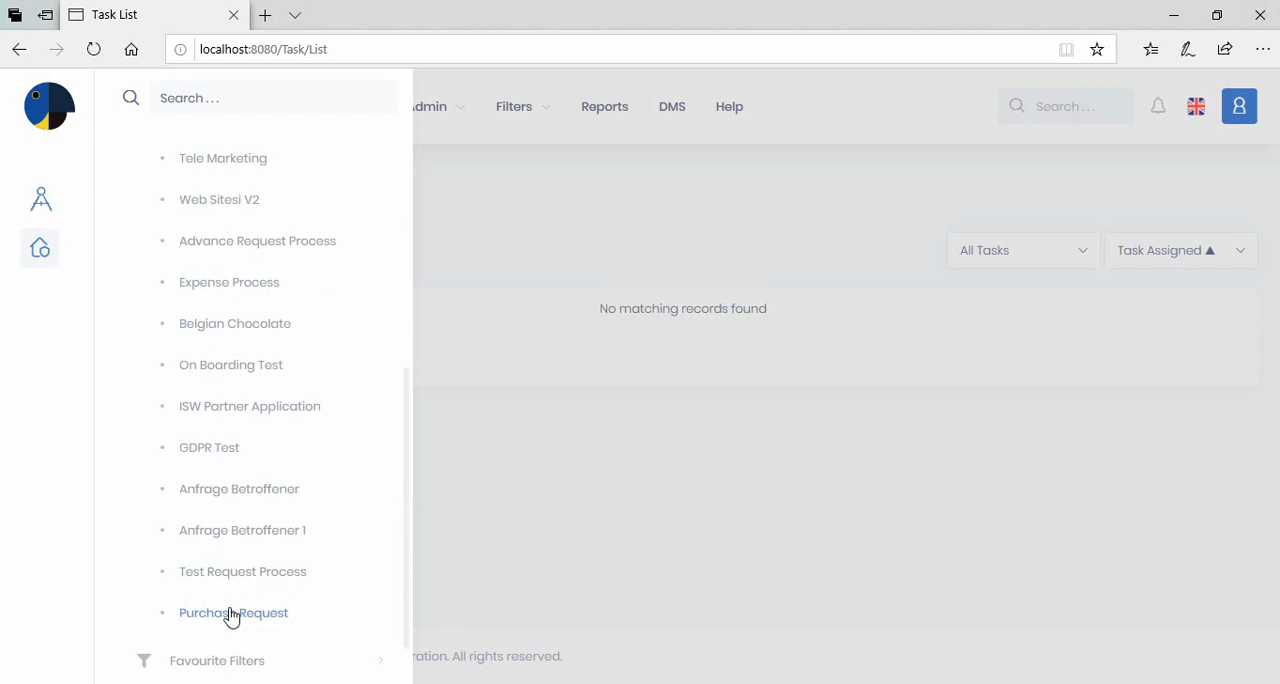 Task List
localhost:8080/Task/List
Search...
Filters
Reports
DMS
Help
Search...
Tele Marketing
Web Sitesi V2
Advance Request Process
Expense Process
Belgian Chocolate
On Boarding Test
ISW Partner Application
GDPR Test
Anfrage Betroffener
Anfrage Betroffener 1
Test Request Process
Purchase Request
Favourite Filters
All Tasks
Task Assigned ▲
No matching records found
All rights reserved.